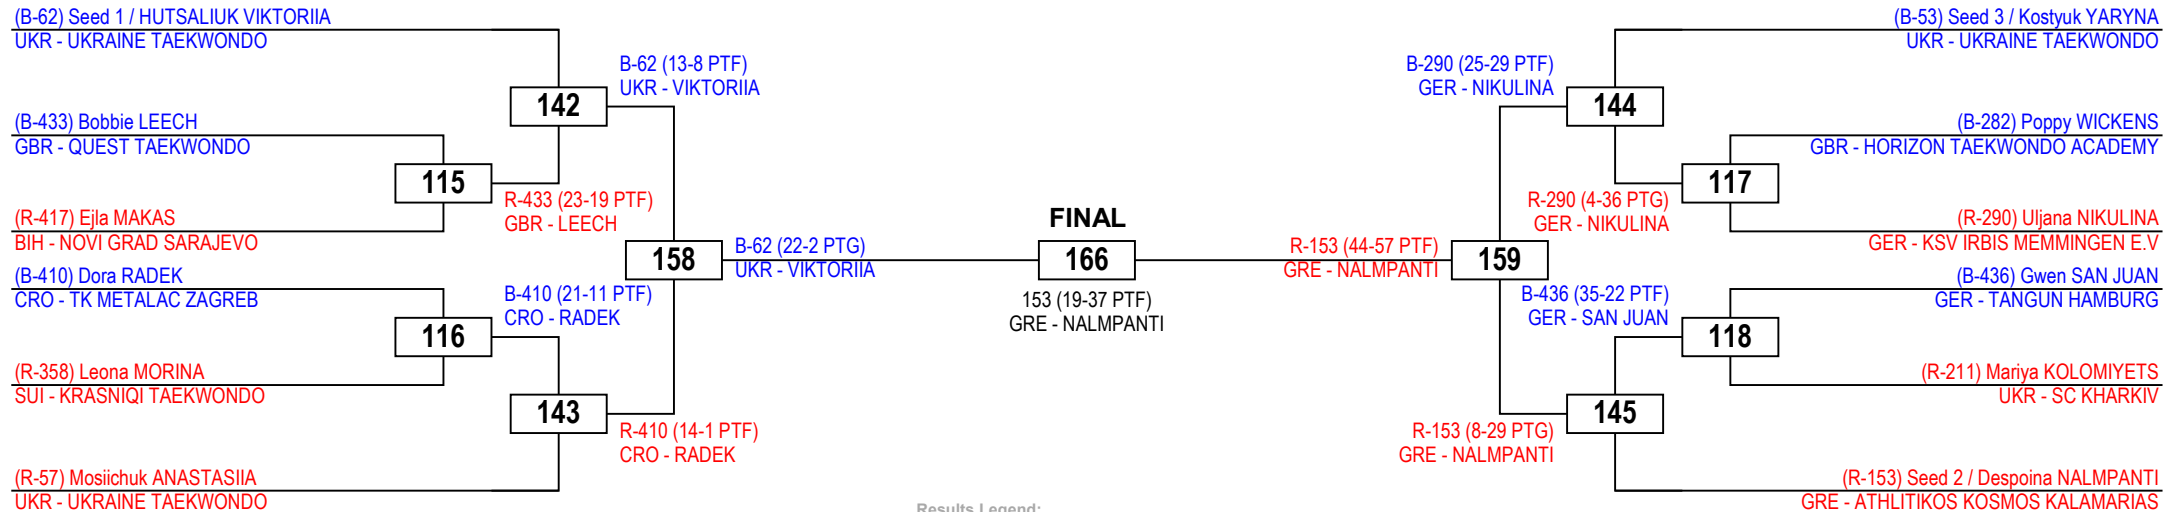 (B-62) Seed 1 / HUTSALIUK VIKTORIIA
UKR - UKRAINE TAEKWONDO
(B-433) Bobbie LEECH
GBR - QUEST TAEKWONDO
(R-417) Ejla MAKAS
BIH - NOVI GRAD SARAJEVO
(B-410) Dora RADEK
CRO - TK METALAC ZAGREB
(R-358) Leona MORINA
SUI - KRASNIQI TAEKWONDO
(R-57) Mosiichuk ANASTASIIA
UKR - UKRAINE TAEKWONDO
115
R-433 (23-19 PTF)
GBR - LEECH
116
B-410 (21-11 PTF)
CRO - RADEK
142
B-62 (13-8 PTF)
UKR - VIKTORIIA
143
R-410 (14-1 PTF)
CRO - RADEK
158
B-62 (22-2 PTG)
UKR - VIKTORIIA
FINAL
166
153 (19-37 PTF)
GRE - NALMPANTI
R-153 (44-57 PTF)
GRE - NALMPANTI
159
B-290 (25-29 PTF)
GER - NIKULINA
144
R-153 (8-29 PTG)
GRE - NALMPANTI
145
R-290 (4-36 PTG)
GER - NIKULINA
117
B-436 (35-22 PTF)
GER - SAN JUAN
118
(B-53) Seed 3 / Kostyuk YARYNA
UKR - UKRAINE TAEKWONDO
(B-282) Poppy WICKENS
GBR - HORIZON TAEKWONDO ACADEMY
(R-290) Uljana NIKULINA
GER - KSV IRBIS MEMMINGEN E.V
(B-436) Gwen SAN JUAN
GER - TANGUN HAMBURG
(R-211) Mariya KOLOMIYETS
UKR - SC KHARKIV
(R-153) Seed 2 / Despoina NALMPANTI
GRE - ATHLITIKOS KOSMOS KALAMARIAS
Results Legend: